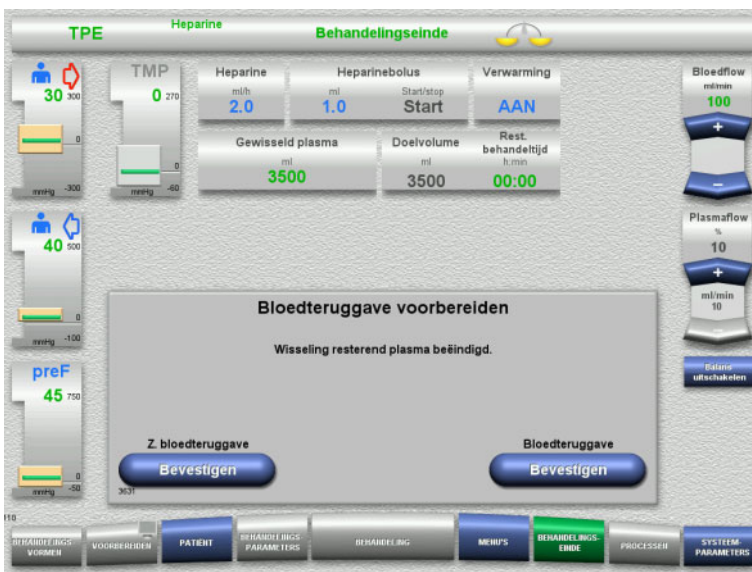 TPE Heparine Behandelingseinde
30 300
0
mmHg -300
TMP
0 270
0
mmHg -60
Heparine
ml/h
2.0
Heparinebolus
ml Start/stop
1.0 Start
Verwarming
AAN
Gewisseld plasma
ml
3500
Doelvolume
ml
3500
Rest.
behandeltijd
h:min
00:00
Bloedflow
ml/min
100
+
–
40 500
0
mmHg -100
Plasmaflow
%
10
+
ml/min
10
–
Balans
uitschakelen
preF
45 750
0
mmHg -50
Bloedteruggave voorbereiden
Wisseling resterend plasma beëindigd.
Z. bloedteruggave
Bevestigen
Bloedteruggave
Bevestigen
3631
110
BEHANDELINGS-
VORMEN
VOORBEREIDEN
PATIËNT
BEHANDELINGS-
PARAMETERS
BEHANDELING
MENU'S
BEHANDELINGS-
EINDE
PROCESSEN
SYSTEEM-
PARAMETERS